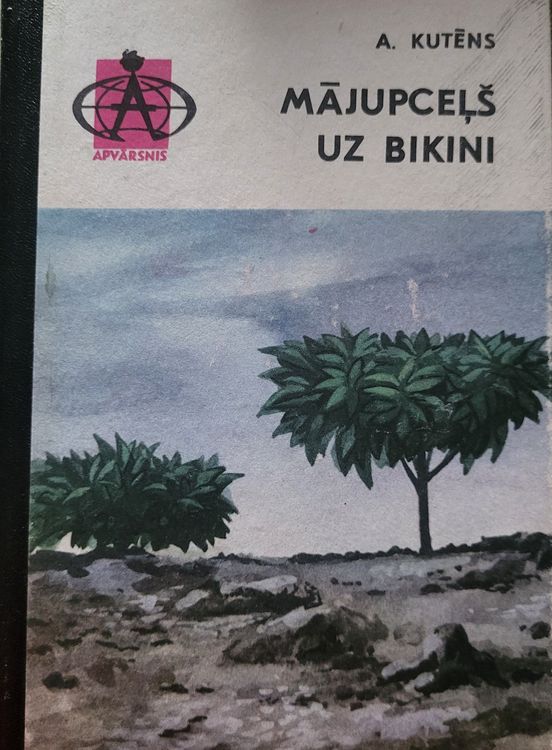 A. KUTĒNS
MĀJUPCEĻŠ
UZ BIKINI
A
APVĀRSNIS